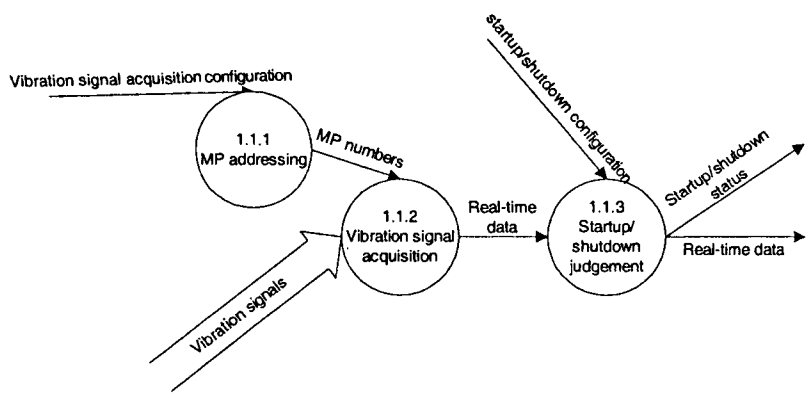 Vibration signal acquisition configuration
startup/shutdown configuration
1.1.1
MP addressing
MP numbers
Startup/shutdown
status
1.1.2
Vibration signal
acquisition
Real-time
data
1.1.3
Startup/
shutdown
judgement
Real-time data
Vibration signals